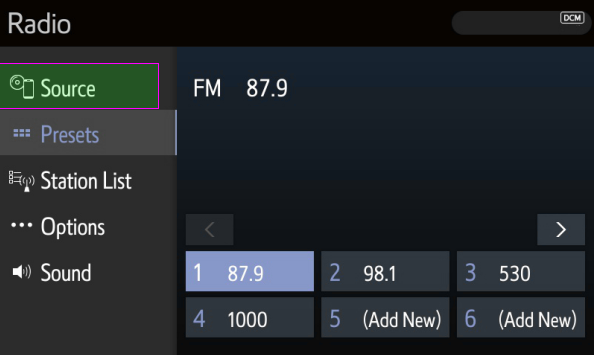 Radio
DCM
Source
Presets
Station List
Options
Sound
FM 87.9
< >
1 87.9
2 98.1
3 530
4 1000
5 (Add New)
6 (Add New)